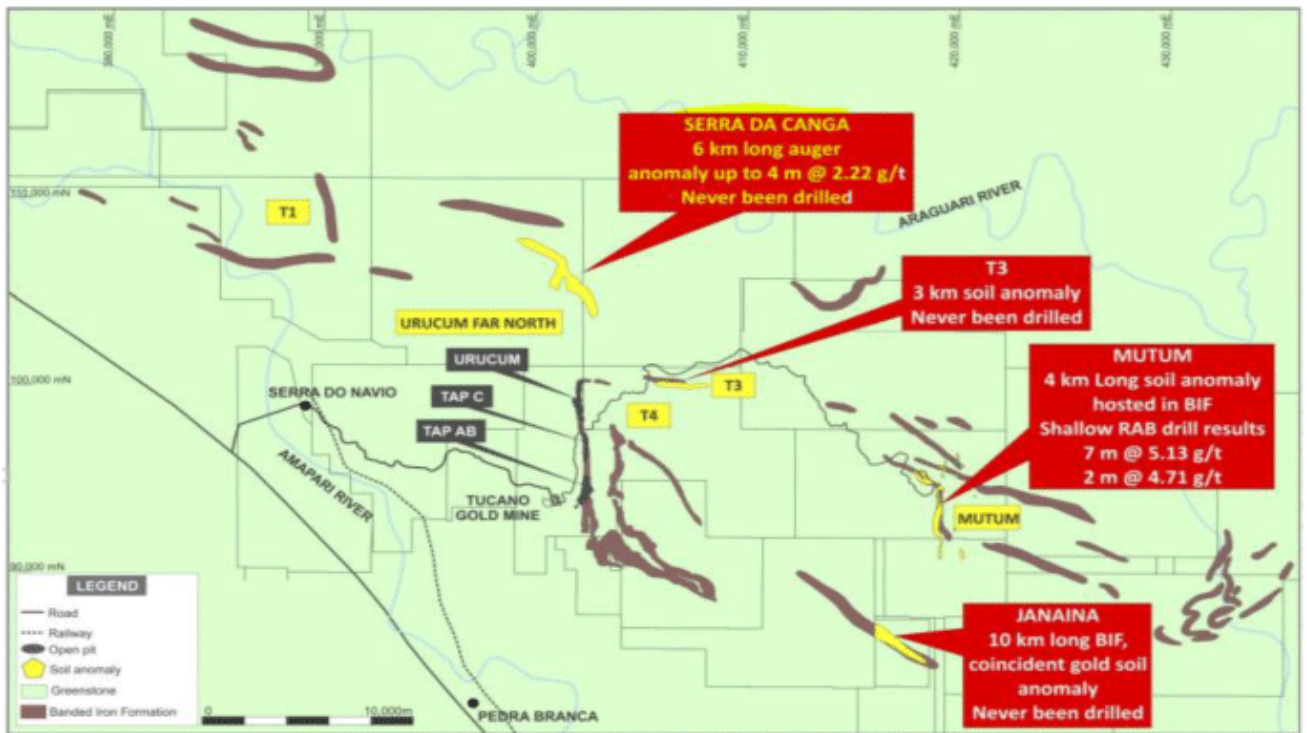 380,000 mE
400,000 mE
410,000 mE
420,000 mE
430,000 mE
SERRA DA CANGA
6 km long auger
anomaly up to 4 m @ 2.22 g/t
Never been drilled
110,000 mN
T1
ARAGUARI RIVER
T3
3 km soil anomaly
Never been drilled
URUCUM FAR NORTH
URUCUM
MUTUM
4 km Long soil anomaly
hosted in BIF
Shallow RAB drill results
7 m @ 5.13 g/t
2 m @ 4.71 g/t
100,000 mN
SERRA DO NAVIO
TAP C
T3
T4
TAP AB
AMAPARI RIVER
TUCANO
GOLD MINE
MUTUM
90,000 mN
LEGEND
Road
Railway
Open pit
Soil anomaly
Greenstone
Banded Iron Formation
0
10,000m
PEDRA BRANCA
JANAINA
10 km long BIF,
coincident gold soil
anomaly
Never been drilled